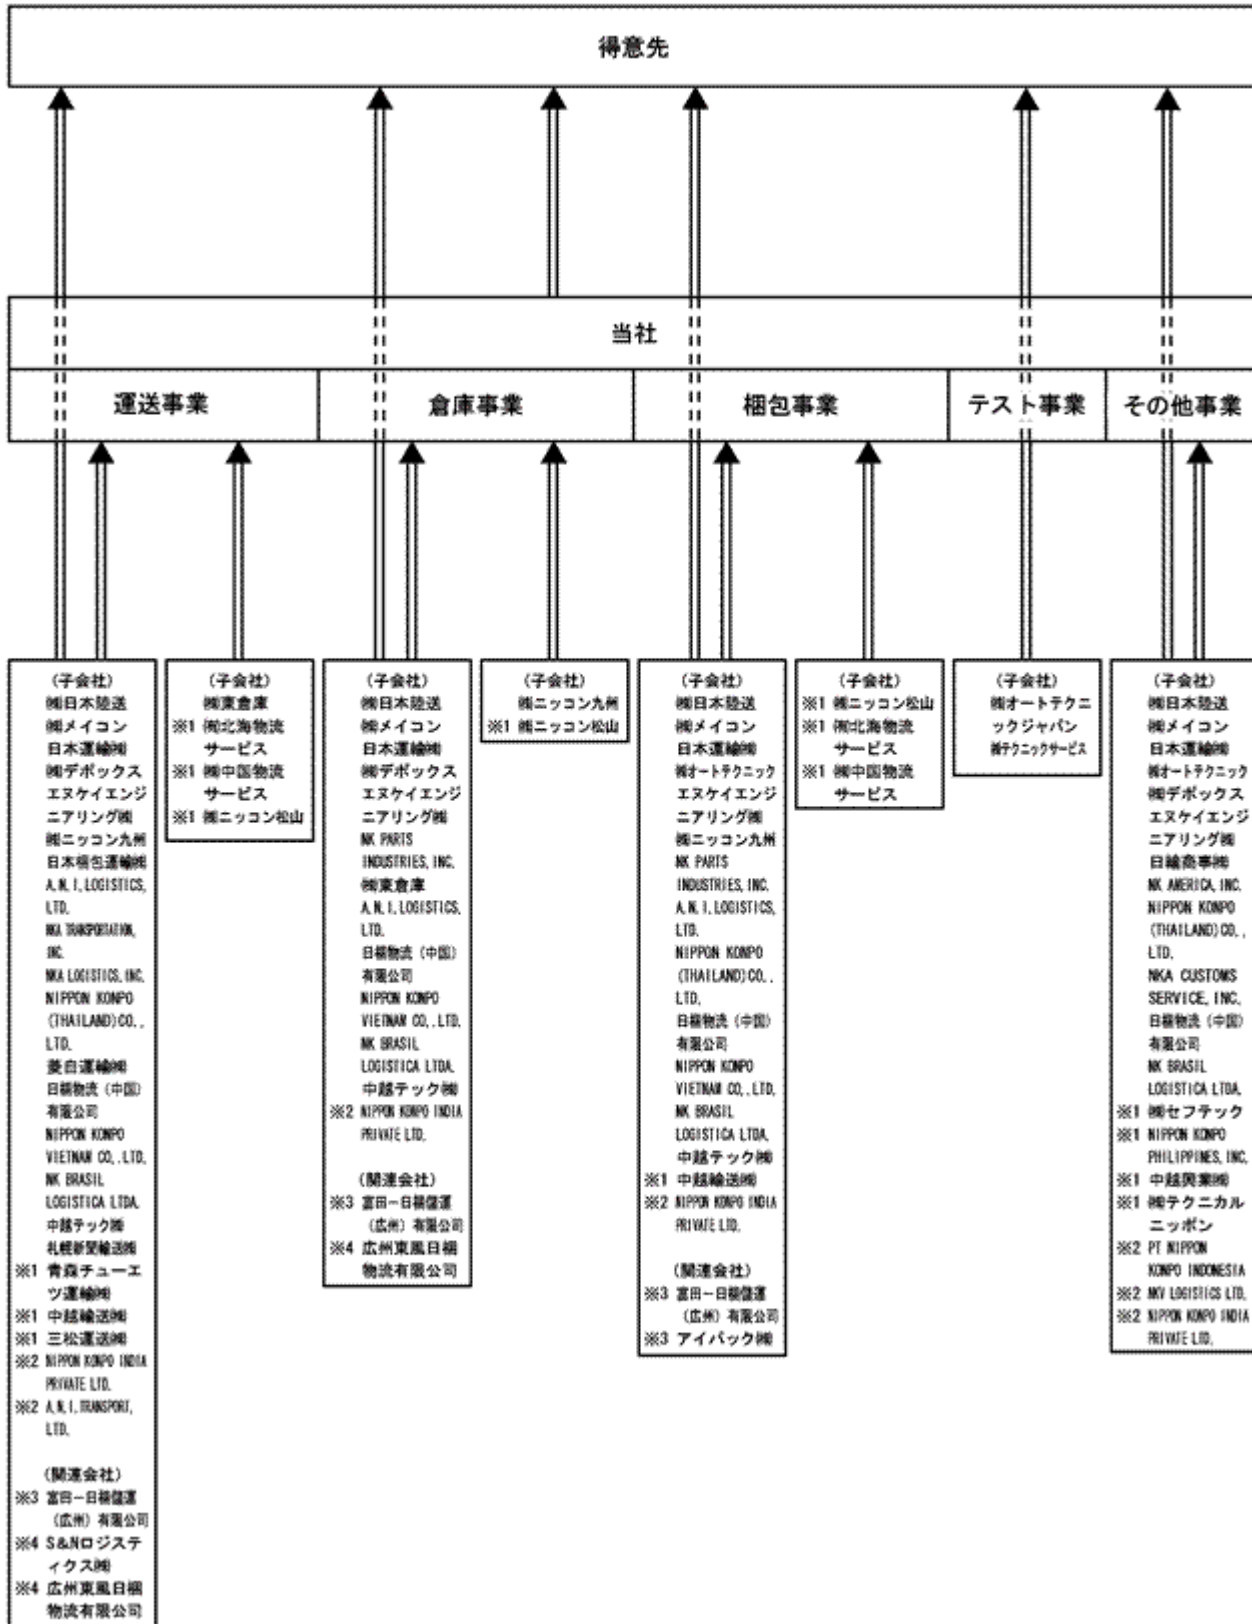 得意先
当社
運送事業
倉庫事業
梱包事業
テスト事業
その他事業
(子会社)
㈱日本陸送
㈱メイコン
日本運輸㈱
㈱デポックス
エヌケイエンジ
ニアリング㈱
㈱ニッコン九州
日本梱包運輸㈱
A.N.I.LOGISTICS,
LTD.
NKA TRANSPORTATION,
INC.
NKA LOGISTICS,INC.
NIPPON KONPO
(THAILAND)CO.,
LTD.
菱自運輸㈱
日梱物流（中国）
有限公司
NIPPON KONPO
VIETNAM CO.,LTD.
NK BRASIL
LOGISTICA LTDA.
中越テック㈱
札幌新聞輸送㈱
※1 青森チューエ
ツ運輸㈱
※1 中越輸送㈱
※1 三松運送㈱
※2 NIPPON KONPO INDIA
PRIVATE LTD.
※2 A.N.I.TRANSPORT,
LTD.
(関連会社)
※3 富田－日梱儲運
（広州）有限公司
※4 S&Nロジステ
ィクス㈱
※4 広州東風日梱
物流有限公司
(子会社)
㈱東倉庫
※1 ㈲北海物流
サービス
※1 ㈱中国物流
サービス
※1 ㈱ニッコン松山
(子会社)
㈱日本陸送
㈱メイコン
日本運輸㈱
㈱デポックス
エヌケイエンジ
ニアリング㈱
NK PARTS
INDUSTRIES,INC.
㈱東倉庫
A.N.I.LOGISTICS,
LTD.
日梱物流（中国）
有限公司
NIPPON KONPO
VIETNAM CO.,LTD.
NK BRASIL
LOGISTICA LTDA.
中越テック㈱
※2 NIPPON KONPO INDIA
PRIVATE LTD.
(関連会社)
※3 富田－日梱儲運
（広州）有限公司
※4 広州東風日梱
物流有限公司
(子会社)
㈱ニッコン九州
※1 ㈱ニッコン松山
(子会社)
㈱日本陸送
㈱メイコン
日本運輸㈱
㈱オートテクニック
エヌケイエンジ
ニアリング㈱
㈱ニッコン九州
NK PARTS
INDUSTRIES,INC.
A.N.I.LOGISTICS,
LTD.
NIPPON KONPO
(THAILAND)CO.,
LTD.
日梱物流（中国）
有限公司
NIPPON KONPO
VIETNAM CO.,LTD.
NK BRASIL
LOGISTICA LTDA.
中越テック㈱
※1 中越輸送㈱
※2 NIPPON KONPO INDIA
PRIVATE LTD.
(関連会社)
※3 富田－日梱儲運
（広州）有限公司
※3 アイパック㈱
(子会社)
※1 ㈱ニッコン松山
※1 ㈲北海物流
サービス
※1 ㈱中国物流
サービス
(子会社)
㈱オートテクニ
ックジャパン
㈱テクニックサービス
(子会社)
㈱日本陸送
㈱メイコン
日本運輸㈱
㈱オートテクニック
㈱デポックス
エヌケイエンジ
ニアリング㈱
日輸商事㈱
NK AMERICA,INC.
NIPPON KONPO
(THAILAND)CO.,
LTD.
NKA CUSTOMS
SERVICE,INC.
日梱物流（中国）
有限公司
NK BRASIL
LOGISTICA LTDA.
※1 ㈱セフテック
※1 NIPPON KONPO
PHILIPPINES,INC.
※1 中越興業㈱
※1 ㈱テクニカル
ニッポン
※2 PT NIPPON
KONPO INDONESIA
※2 NKV LOGISTICS LTD.
※2 NIPPON KONPO INDIA
PRIVATE LTD.